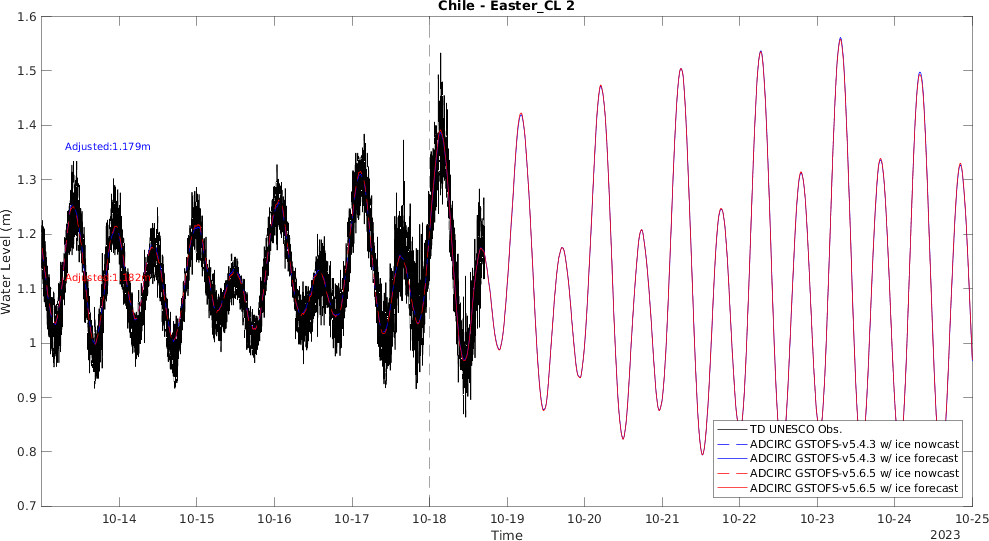 Chile - Easter_CL 2
1.6
1.5
1.4
1.3
1.2
1.1
1
0.9
0.8
0.7
Water Level (m)
Adjusted:1.179m
TD UNESCO Obs.
ADCIRC GSTOFS-v5.4.3 w/ ice nowcast
ADCIRC GSTOFS-v5.4.3 w/ ice forecast
ADCIRC GSTOFS-v5.6.5 w/ ice nowcast
ADCIRC GSTOFS-v5.6.5 w/ ice forecast
10-14 10-15 10-16 10-17 10-18 10-19 10-20 10-21 10-22 10-23 10-24 10-25
Time
2023